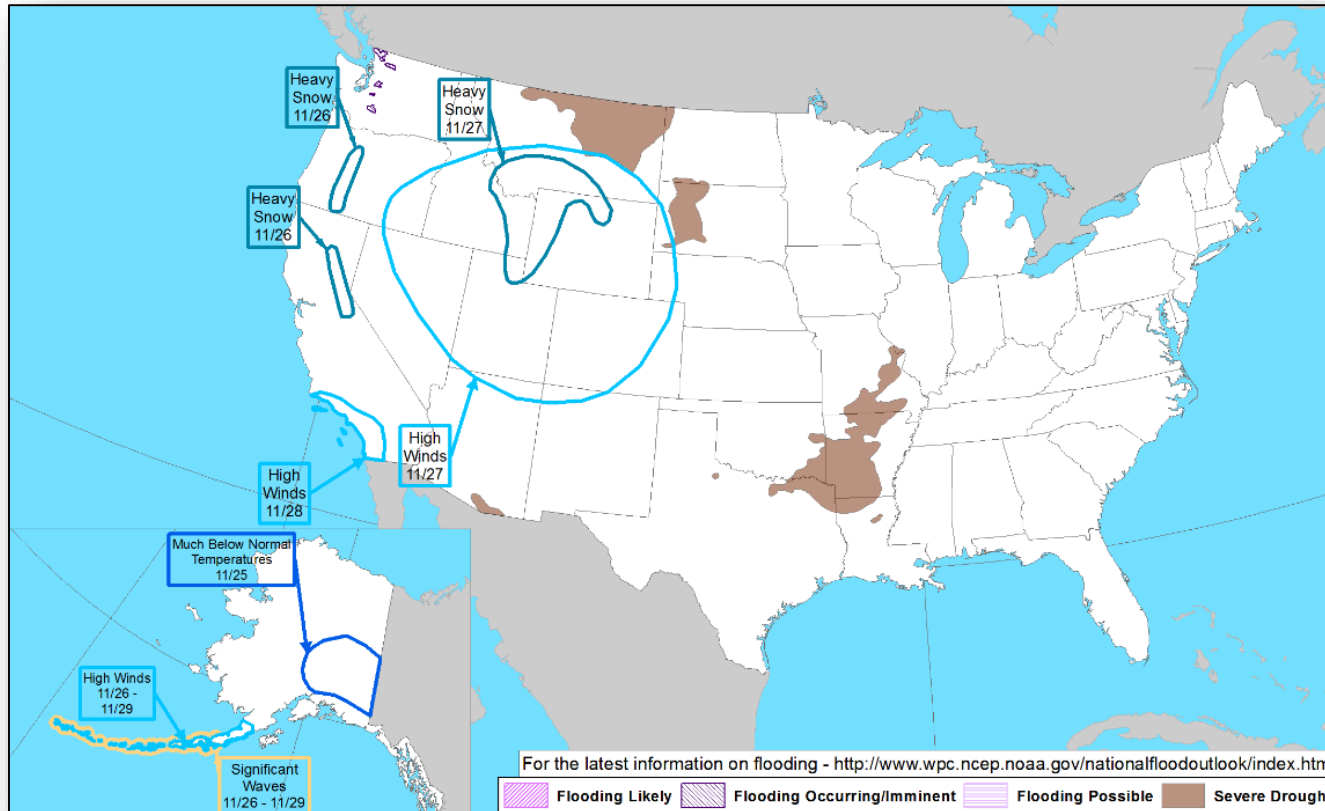 Heavy
Snow
11/26
Heavy
Snow
11/27
Heavy
Snow
11/26
High
Winds
11/27
High
Winds
11/28
Much Below Normal
Temperatures
11/25
High Winds
11/26 -
11/29
Significant
Waves
11/26 - 11/29
For the latest information on flooding - http://www.wpc.ncep.noaa.gov/nationalfloodoutlook/index.htm
Flooding Likely
Flooding Occurring/Imminent
Flooding Possible
Severe Drough